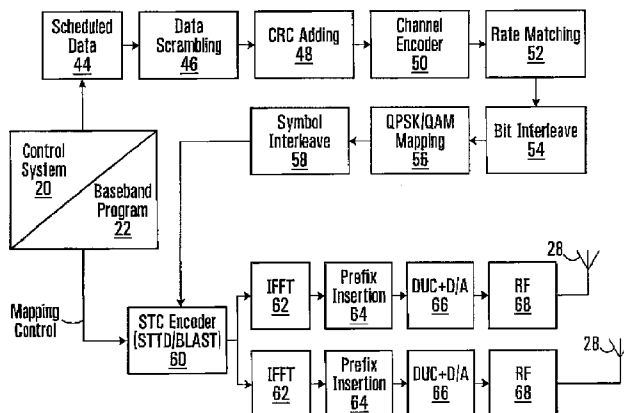 Scheduled
Data
44
Data
Scrambling
46
CRC Adding
48
Channel
Encoder
50
Rate Matching
52
Control
System
20
Baseband
Program
22
Symbol
Interleave
58
QPSK/QAM
Mapping
56
Bit Interleave
54
Mapping
Control
STC Encoder
(STTD/BLAST)
60
IFFT
62
Prefix
Insertion
64
DUC+D/A
66
RF
68
28
IFFT
62
Prefix
Insertion
64
DUC+D/A
66
RF
68
28